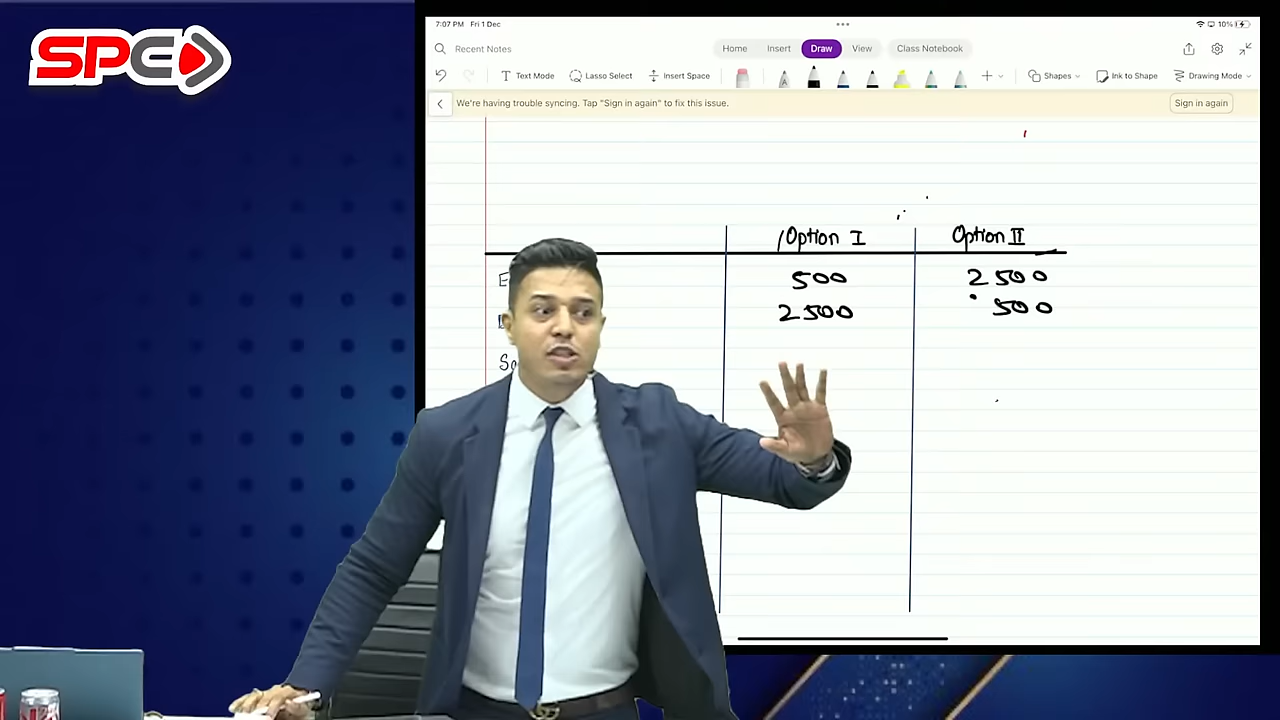 SPE
7:07 PM Fri 1 Dec
10%
Recent Notes
Home Insert Draw View Class Notebook
Text Mode Lasso Select Insert Space Shapes Ink to Shape Drawing Mode
We're having trouble syncing. Tap "Sign in again" to fix this issue. Sign in again
Option I Option II
500 2500
2500 500